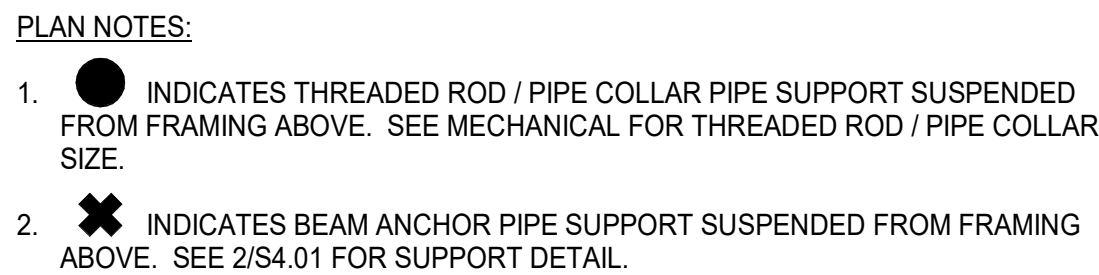 PLAN NOTES:
1. INDICATES THREADED ROD / PIPE COLLAR PIPE SUPPORT SUSPENDED
FROM FRAMING ABOVE. SEE MECHANICAL FOR THREADED ROD / PIPE COLLAR
SIZE.
2. INDICATES BEAM ANCHOR PIPE SUPPORT SUSPENDED FROM FRAMING
ABOVE. SEE 2/S4.01 FOR SUPPORT DETAIL.